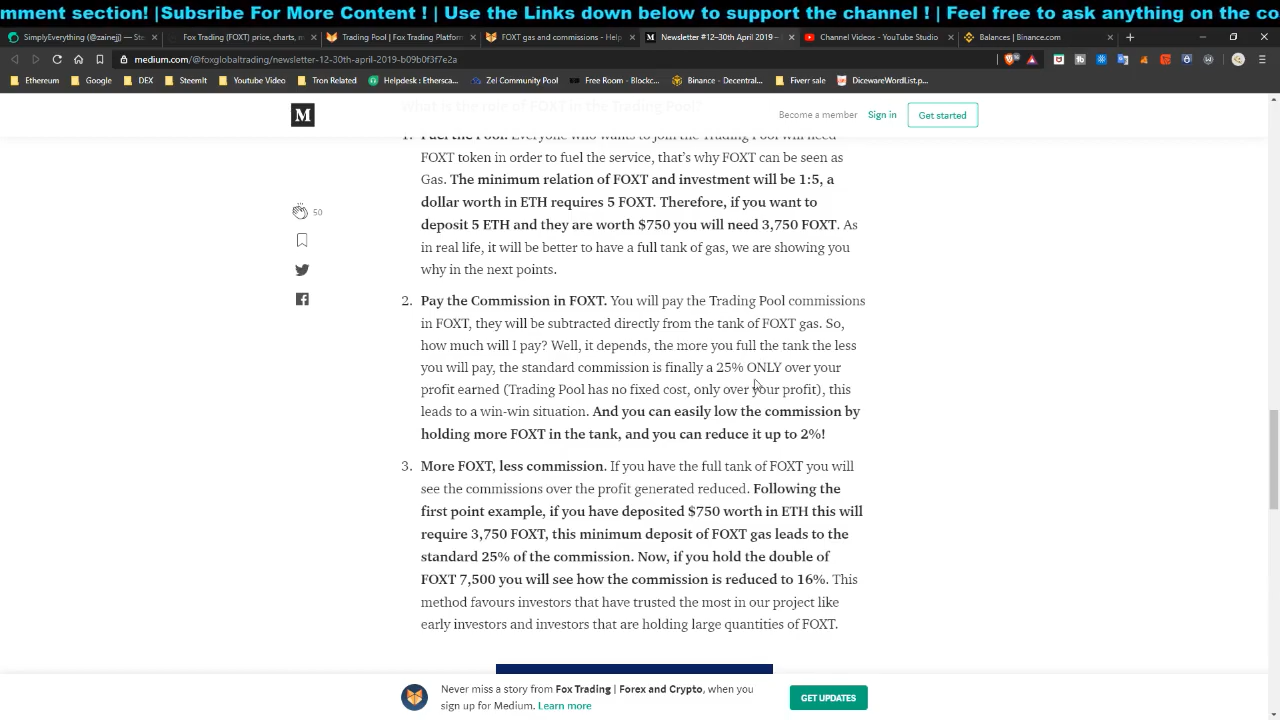 mment section! |Subsribe For More Content ! | Use the Links down below to support the channel ! | Feel free to ask anything on the co
SimplyEverything (@zainejj) — Ste
Fox Trading (FOXT) price, charts, m
Trading Pool | Fox Trading Platform
FOXT gas and commissions - Help
Newsletter #12–30th April 2019 –
Channel Videos - YouTube Studio
Balances | Binance.com
medium.com/@foxglobaltrading/newsletter-12-30th-april-2019-b09b0f3f7e2a
Ethereum
Google
DEX
SteemIt
Youtube Video
Tron Related
Helpdesk : Ethersca...
Zel Community Pool
Free Room - Blockc...
Binance - Decentral...
Fiverr sale
DicewareWordList.p...
What is the role of FOXT in the Trading Pool?
M
Become a member
Sign in
Get started
1. Fuel the Pool. Everyone who wants to join the Trading Pool will need
FOXT token in order to fuel the service, that's why FOXT can be seen as
Gas. The minimum relation of FOXT and investment will be 1:5, a
dollar worth in ETH requires 5 FOXT. Therefore, if you want to
deposit 5 ETH and they are worth $750 you will need 3,750 FOXT. As
in real life, it will be better to have a full tank of gas, we are showing you
why in the next points.
50
2. Pay the Commission in FOXT. You will pay the Trading Pool commissions
in FOXT, they will be subtracted directly from the tank of FOXT gas. So,
how much will I pay? Well, it depends, the more you full the tank the less
you will pay, the standard commission is finally a 25% ONLY over your
profit earned (Trading Pool has no fixed cost, only over your profit), this
leads to a win-win situation. And you can easily low the commission by
holding more FOXT in the tank, and you can reduce it up to 2%!
3. More FOXT, less commission. If you have the full tank of FOXT you will
see the commissions over the profit generated reduced. Following the
first point example, if you have deposited $750 worth in ETH this will
require 3,750 FOXT, this minimum deposit of FOXT gas leads to the
standard 25% of the commission. Now, if you hold the double of
FOXT 7,500 you will see how the commission is reduced to 16%. This
method favours investors that have trusted the most in our project like
early investors and investors that are holding large quantities of FOXT.
Never miss a story from Fox Trading | Forex and Crypto, when you
sign up for Medium. Learn more
GET UPDATES